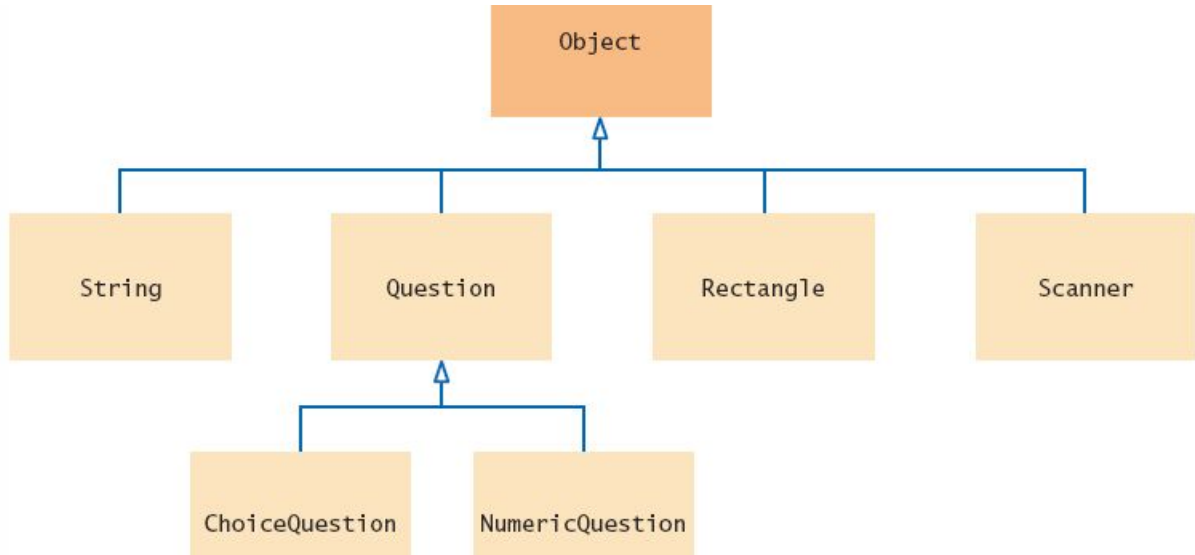 Object
String
Question
Rectangle
Scanner
ChoiceQuestion
NumericQuestion